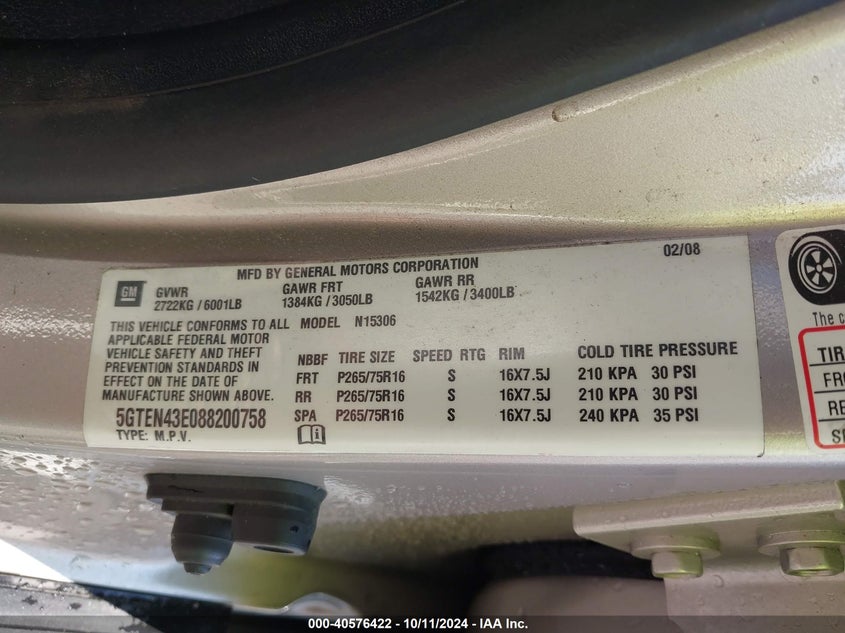 MFD BY GENERAL MOTORS CORPORATION
02/08
GM
GVWR
GAWR FRT
GAWR RR
2722KG / 6001LB
1384KG / 3050LB
1542KG / 3400LB
THIS VEHICLE CONFORMS TO ALL
APPLICABLE FEDERAL MOTOR
VEHICLE SAFETY AND THEFT
PREVENTION STANDARDS IN
EFFECT ON THE DATE OF
MANUFACTURE SHOWN ABOVE.
5GTEN43E088200758
TYPE: M.P.V.
MODEL N15306
NBBF TIRE SIZE SPEED RTG RIM COLD TIRE PRESSURE
FRT P265/75R16 S 16X7.5J 210 KPA 30 PSI
RR P265/75R16 S 16X7.5J 210 KPA 30 PSI
SPA P265/75R16 S 16X7.5J 240 KPA 35 PSI
The c
TIR
FRO
RE
000-40576422 - 10/11/2024 - IAA Inc.